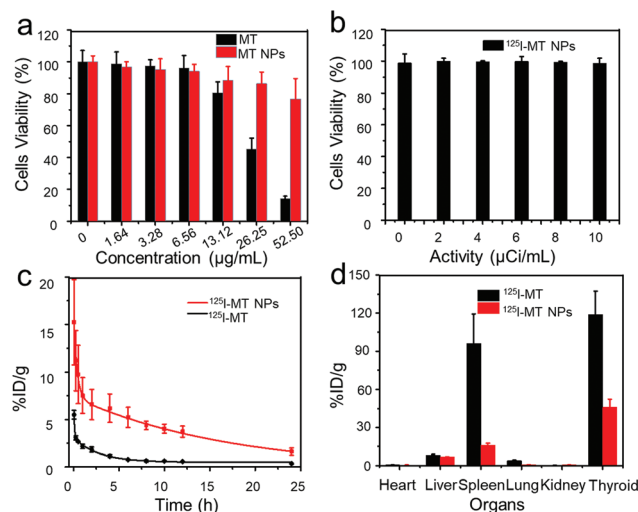 a
MT
MT NPs
Cells Viability (%)
120
100
80
60
40
20
0
0 1.64 3.28 6.56 13.12 26.25 52.50
Concentration (µg/mL)
b
¹²⁵I-MT NPs
Cells Viability (%)
120
100
80
60
40
20
0
0 2 4 6 8 10
Activity (µCi/mL)
c
¹²⁵I-MT NPs
¹²⁵I-MT
%ID/g
20
15
10
5
0
0 5 10 15 20 25
Time (h)
d
¹²⁵I-MT
¹²⁵I-MT NPs
%ID/g
150
120
90
60
30
0
Heart Liver Spleen Lung Kidney Thyroid
Organs